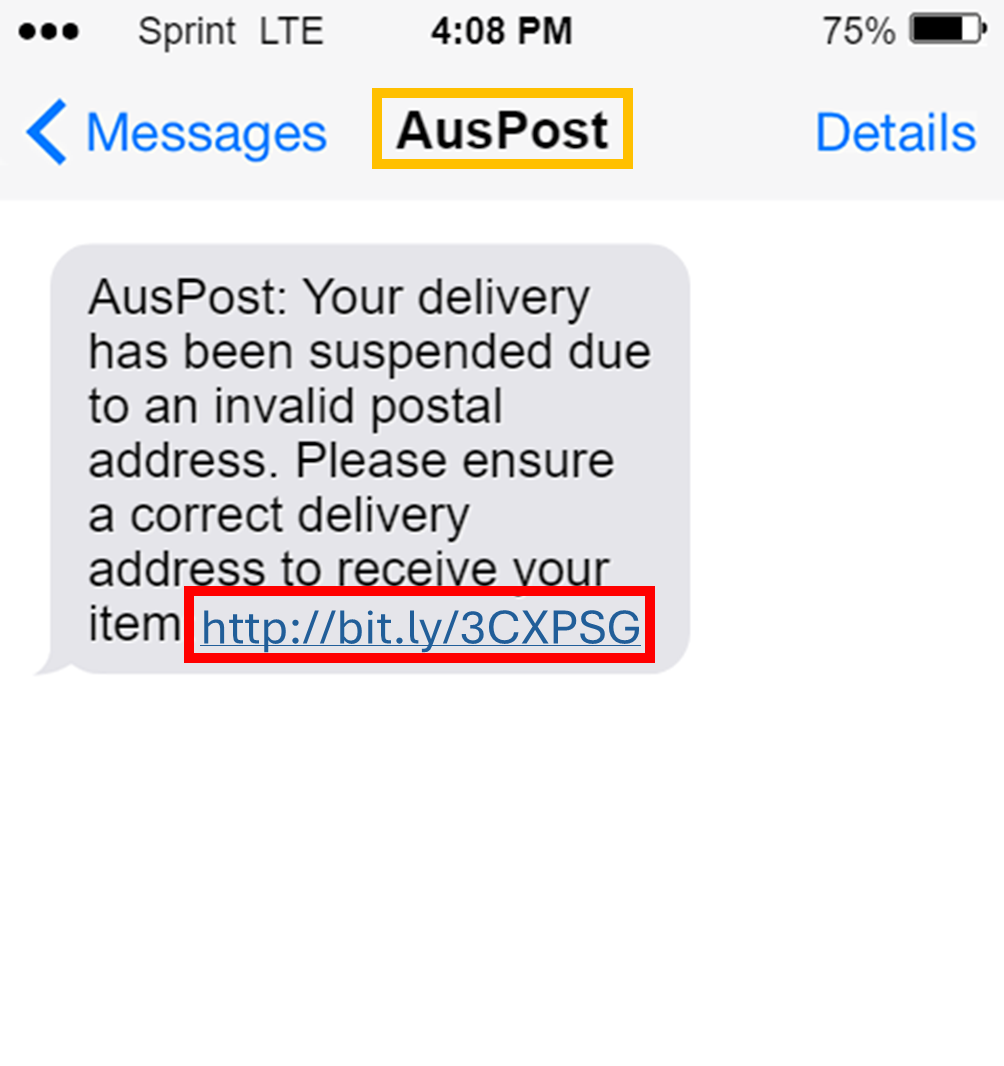 Sprint LTE 4:08 PM 75%
Messages AusPost Details
AusPost: Your delivery
has been suspended due
to an invalid postal
address. Please ensure
a correct delivery
address to receive your
item http://bit.ly/3CXPSG